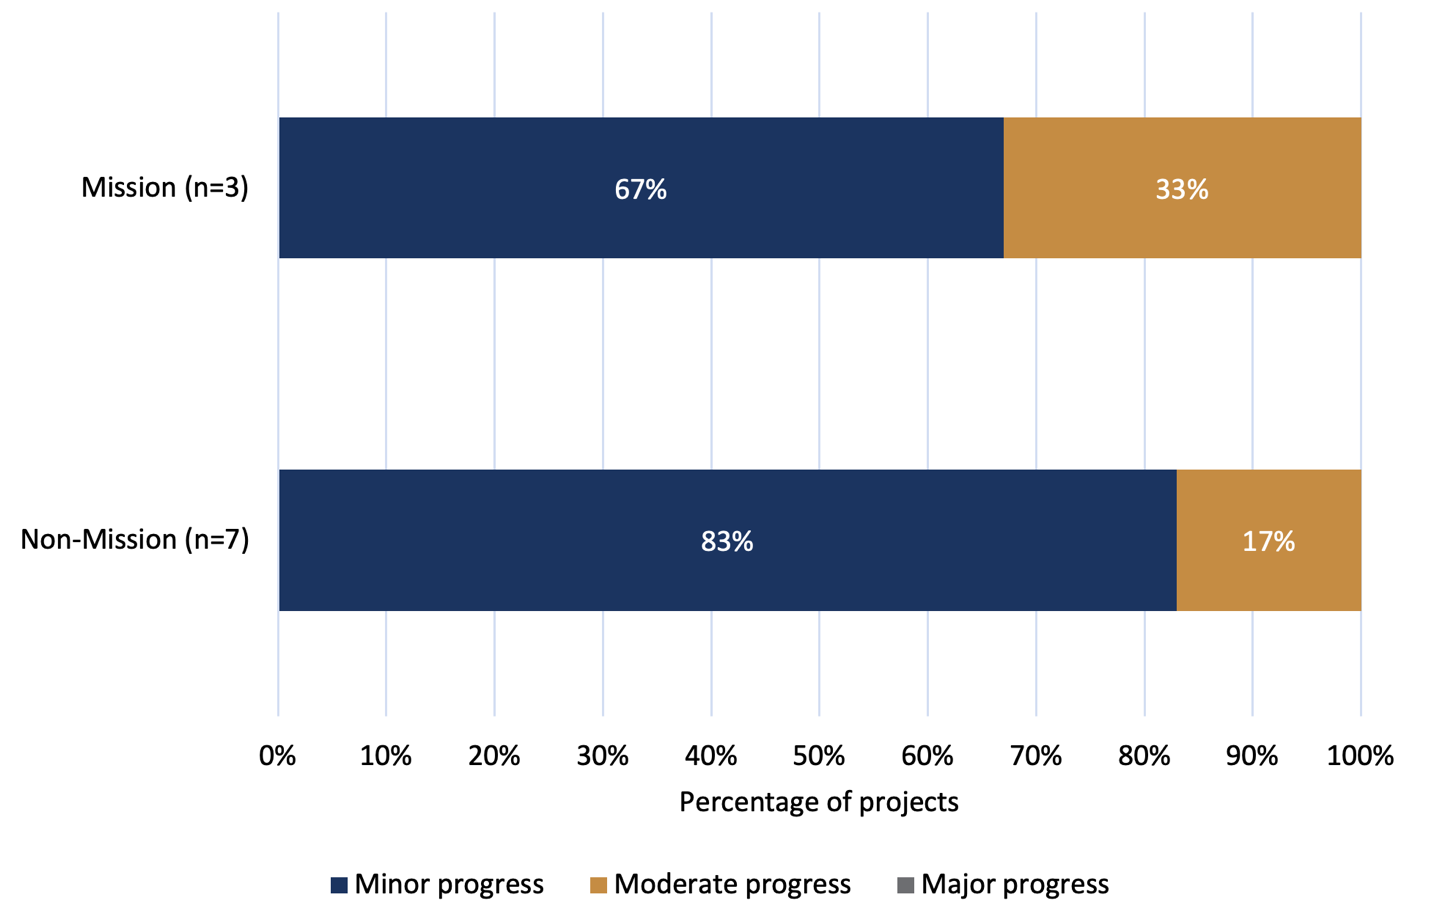 Mission (n=3)
67%
33%
Non-Mission (n=7)
83%
17%
0% 10% 20% 30% 40% 50% 60% 70% 80% 90% 100%
Percentage of projects
Minor progress Moderate progress Major progress